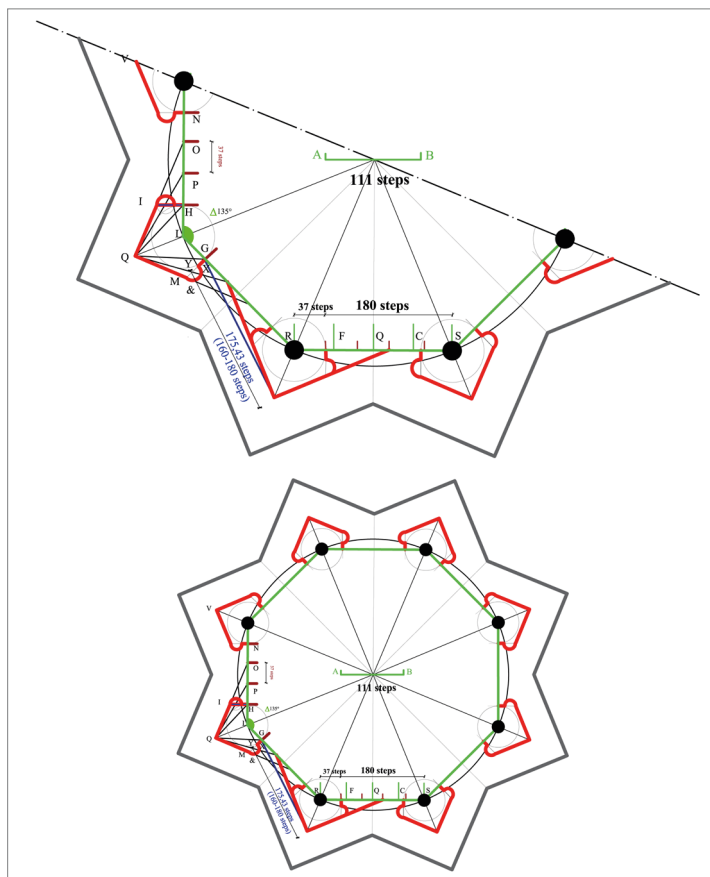 V
N
O
37 steps
P
A
B
111 steps
I
H
Δ135°
L
G
Q
Y
X
M
&
37 steps
180 steps
R
F
Q
C
S
175,43 steps
(160-180 steps)
V
N
O
37 steps
P
A
B
111 steps
I
H
Δ135°
L
G
Q
Y
M
&
37 steps
180 steps
R
F
Q
C
S
175,43 steps
(160-180 steps)